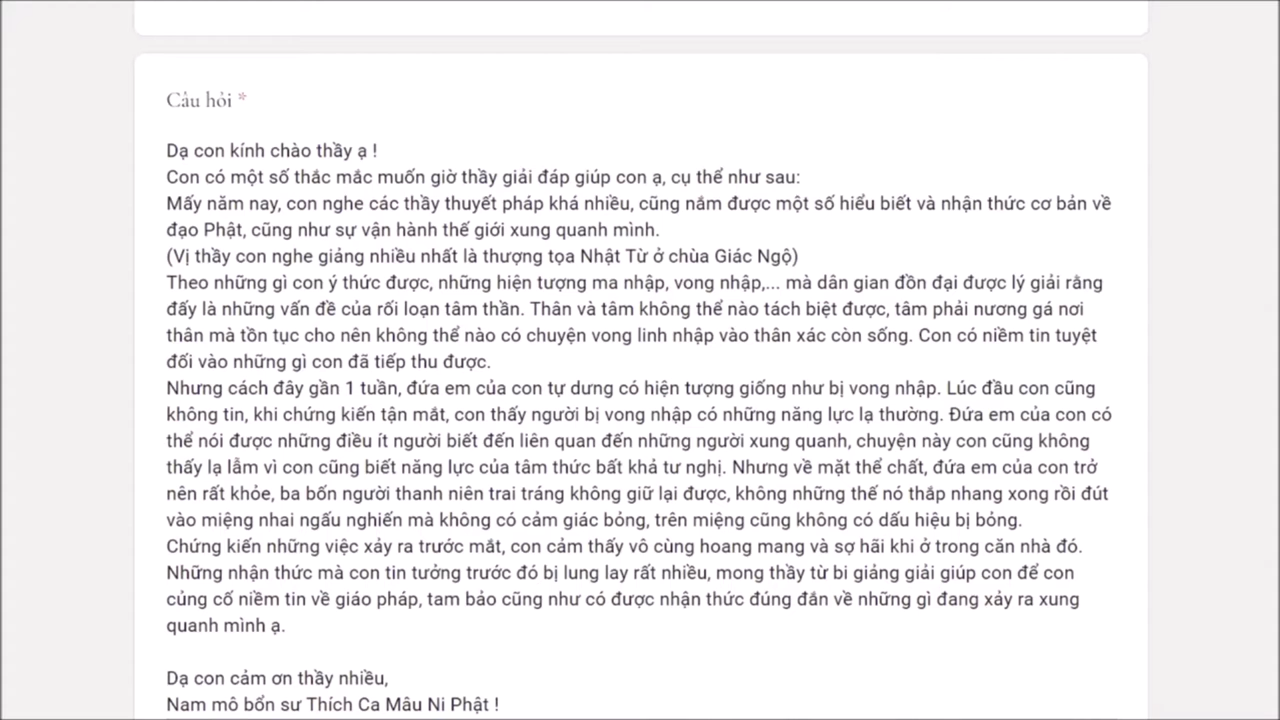 Câu hỏi *
Dạ con kính chào thầy ạ !
Con có một số thắc mắc muốn giờ thầy giải đáp giúp con ạ, cụ thể như sau:
Mấy năm nay, con nghe các thầy thuyết pháp khá nhiều, cũng nắm được một số hiểu biết và nhận thức cơ bản về
đạo Phật, cũng như sự vận hành thế giới xung quanh mình.
(Vị thầy con nghe giảng nhiều nhất là thượng tọa Nhật Từ ở chùa Giác Ngộ)
Theo những gì con ý thức được, những hiện tượng ma nhập, vong nhập,... mà dân gian đồn đại được lý giải rằng
đấy là những vấn đề của rối loạn tâm thần. Thân và tâm không thể nào tách biệt được, tâm phải nương gá nơi
thân mà tồn tục cho nên không thể nào có chuyện vong linh nhập vào thân xác còn sống. Con có niềm tin tuyệt
đối vào những gì con đã tiếp thu được.
Nhưng cách đây gần 1 tuần, đứa em của con tự dưng có hiện tượng giống như bị vong nhập. Lúc đầu con cũng
không tin, khi chứng kiến tận mắt, con thấy người bị vong nhập có những năng lực lạ thường. Đứa em của con có
thể nói được những điều ít người biết đến liên quan đến những người xung quanh, chuyện này con cũng không
thấy lạ lẫm vì con cũng biết năng lực của tâm thức bất khả tư nghị. Nhưng về mặt thể chất, đứa em của con trở
nên rất khỏe, ba bốn người thanh niên trai tráng không giữ lại được, không những thế nó thắp nhang xong rồi đút
vào miệng nhai ngấu nghiến mà không có cảm giác bỏng, trên miệng cũng không có dấu hiệu bị bỏng.
Chứng kiến những việc xảy ra trước mắt, con cảm thấy vô cùng hoang mang và sợ hãi khi ở trong căn nhà đó.
Những nhận thức mà con tin tưởng trước đó bị lung lay rất nhiều, mong thầy từ bi giảng giải giúp con để con
củng cố niềm tin về giáo pháp, tam bảo cũng như có được nhận thức đúng đắn về những gì đang xảy ra xung
quanh mình ạ.
Dạ con cảm ơn thầy nhiều,
Nam mô bổn sư Thích Ca Mâu Ni Phật !